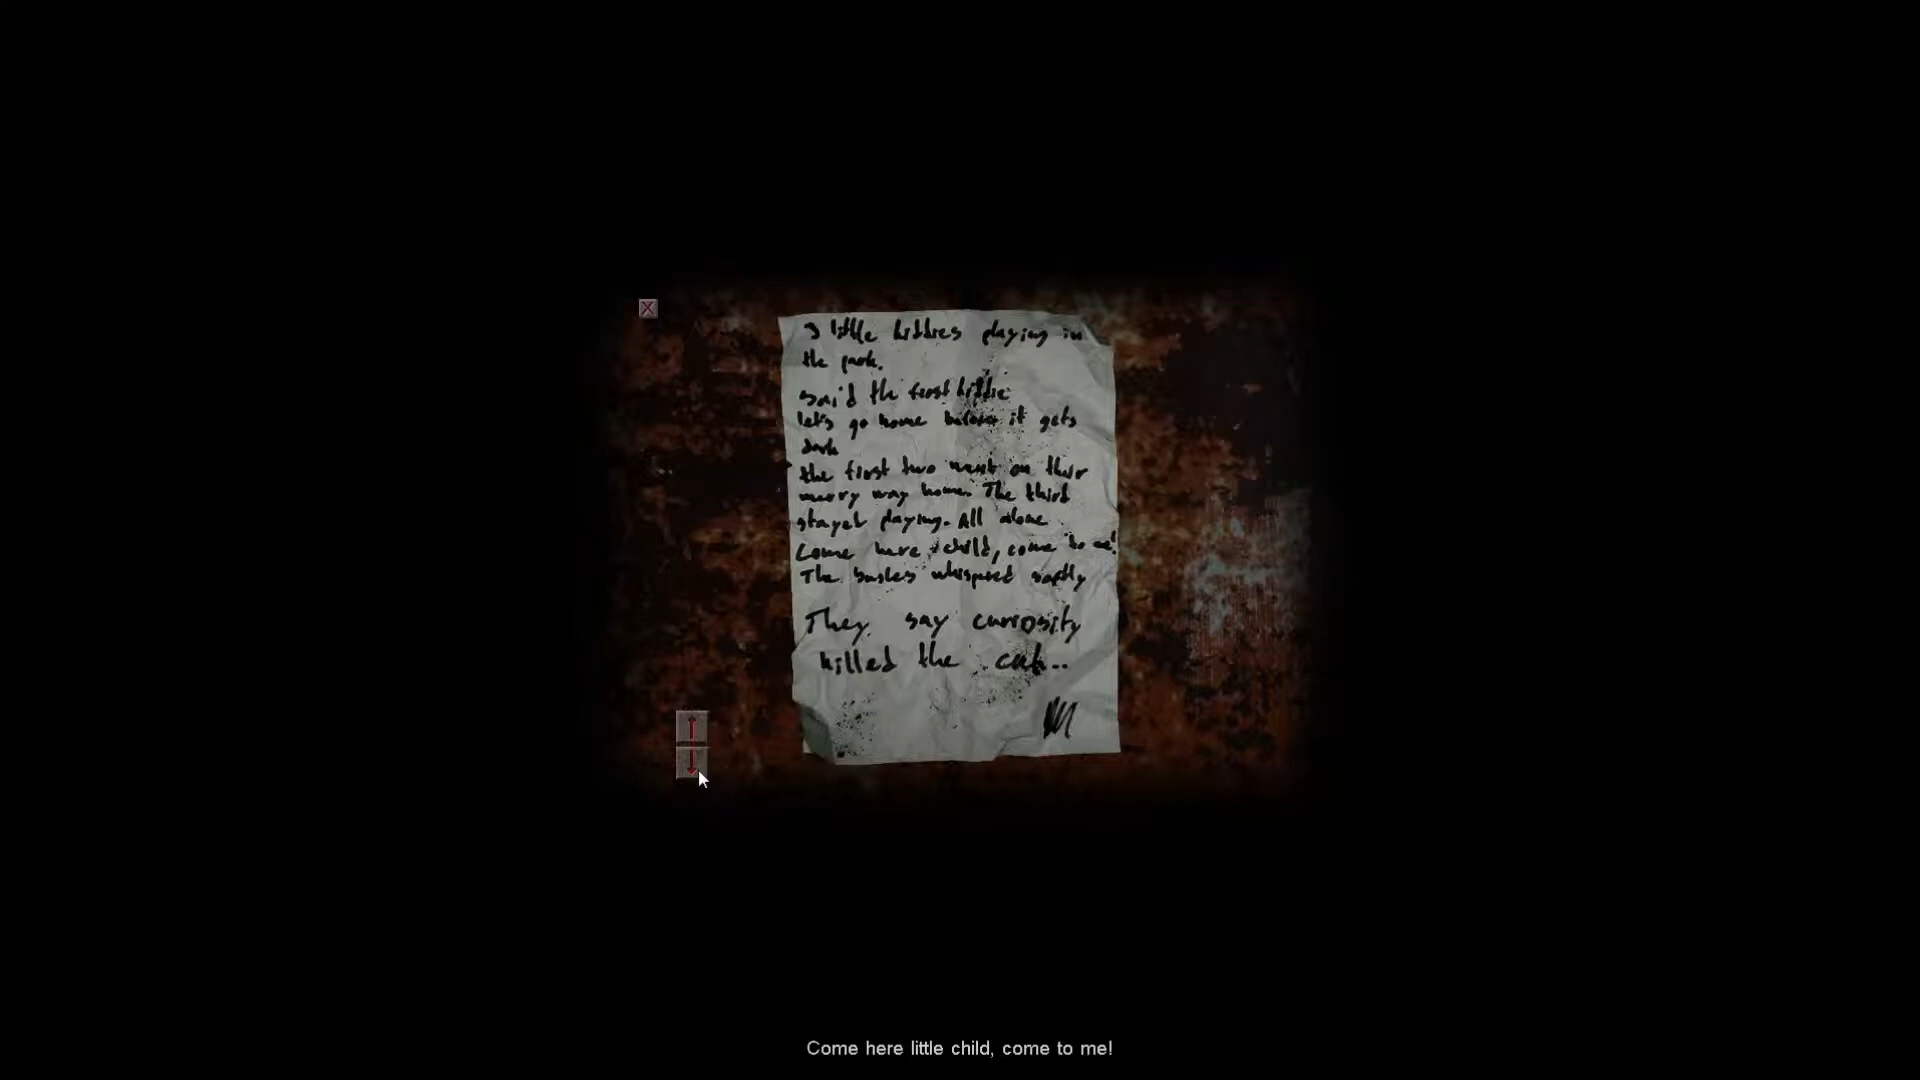 3 little kiddies playing in
the park.
said the first kiddie
let's go home before it gets
dark
the first two went on their
merry way home. The third
stayed playing. All alone
Come here child, come to me!
The bushes whispered softly
They say curiosity
killed the cat..
Come here little child, come to me!